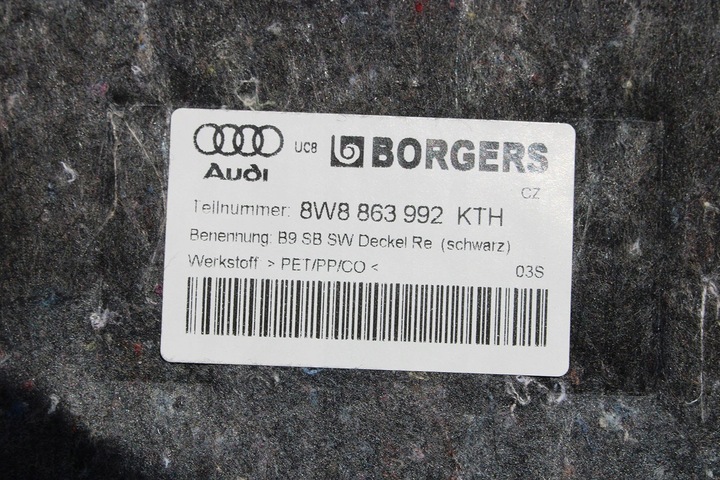 UC8 BORGERS
Audi CZ
Teilnummer: 8W8 863 992 KTH
Benennung: B9 SB SW Deckel Re (schwarz)
Werkstoff > PET/PP/CO < 03S